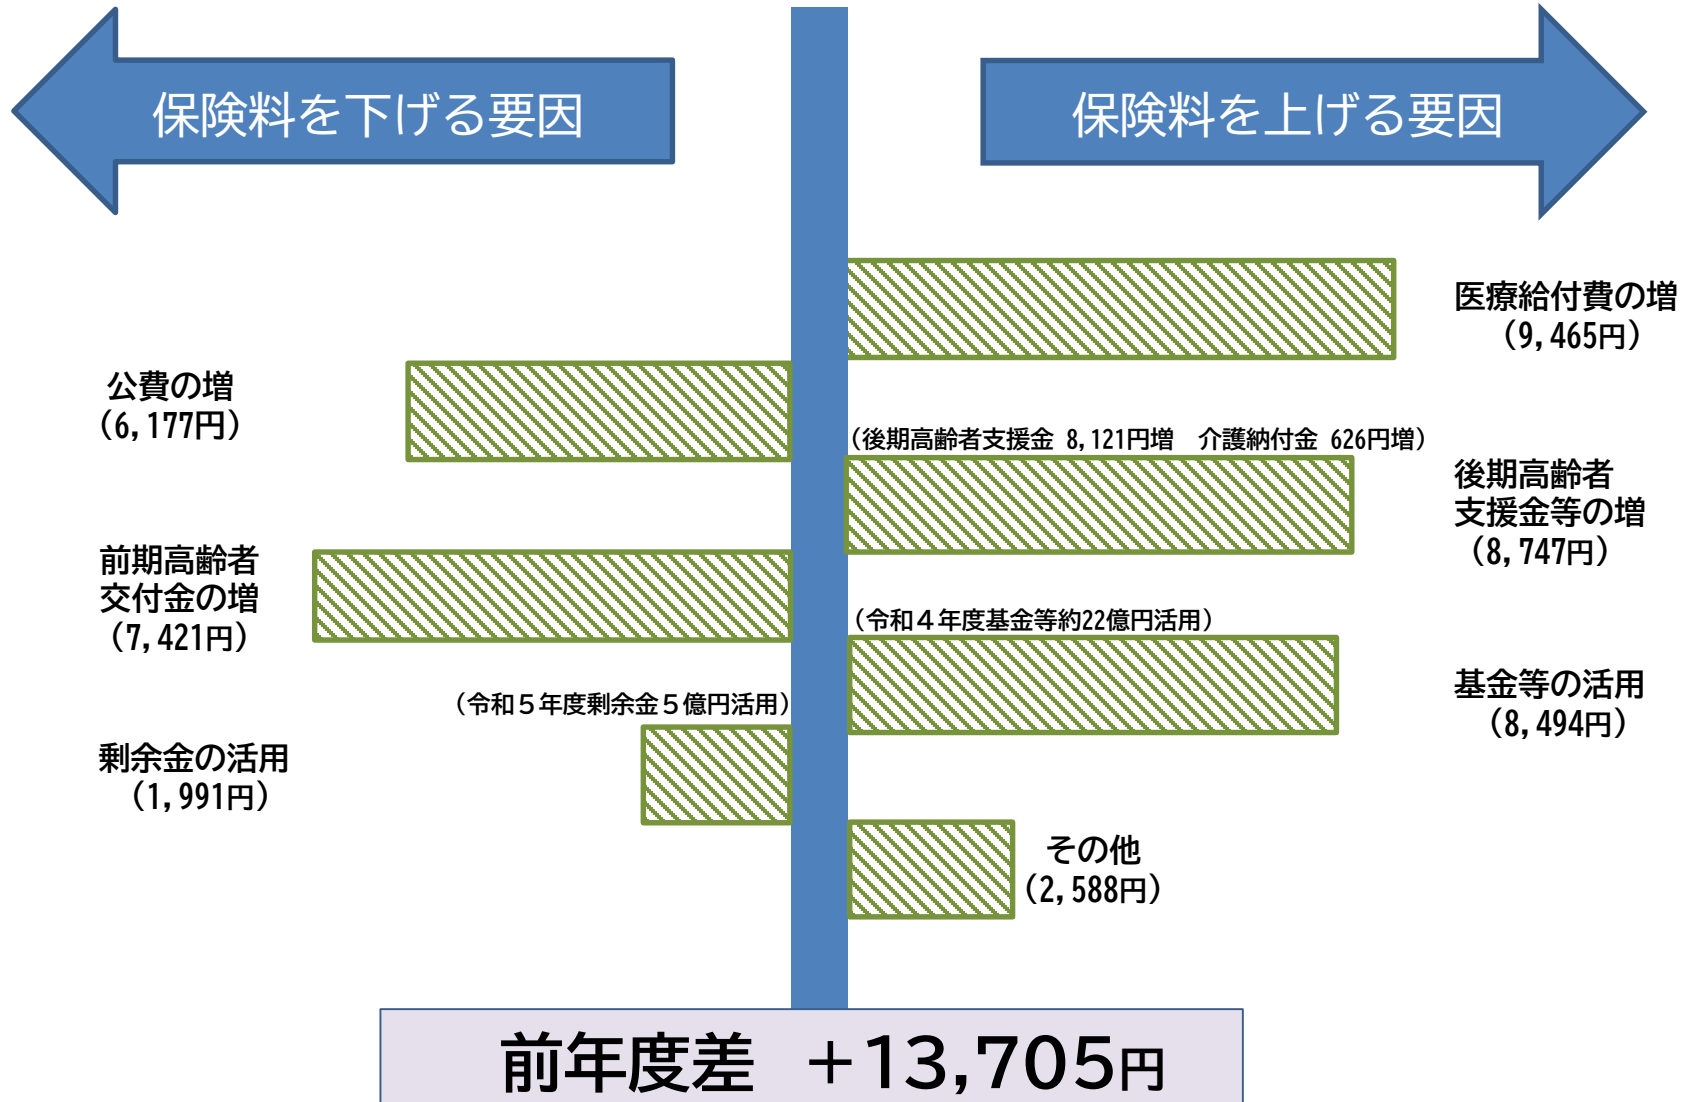 保険料を下げる要因
保険料を上げる要因
医療給付費の増
（9,465円）
公費の増
（6,177円）
（後期高齢者支援金 8,121円増　介護納付金 626円増）
後期高齢者
支援金等の増
（8,747円）
前期高齢者
交付金の増
（7,421円）
（令和４年度基金等約22億円活用）
基金等の活用
（8,494円）
（令和５年度剰余金５億円活用）
剰余金の活用
（1,991円）
その他
（2,588円）
前年度差　＋13,705円